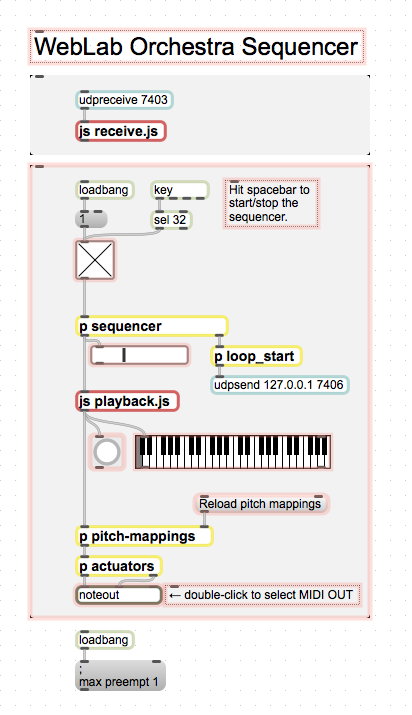 WebLab Orchestra Sequencer
udpreceive 7403
js receive.js
loadbang
key
Hit spacebar to
start/stop the
sequencer.
1
sel 32
p sequencer
p loop_start
udpsend 127.0.0.1 7406
js playback.js
Reload pitch mappings
p pitch-mappings
p actuators
noteout
← double-click to select MIDI OUT
loadbang
;
max preempt 1